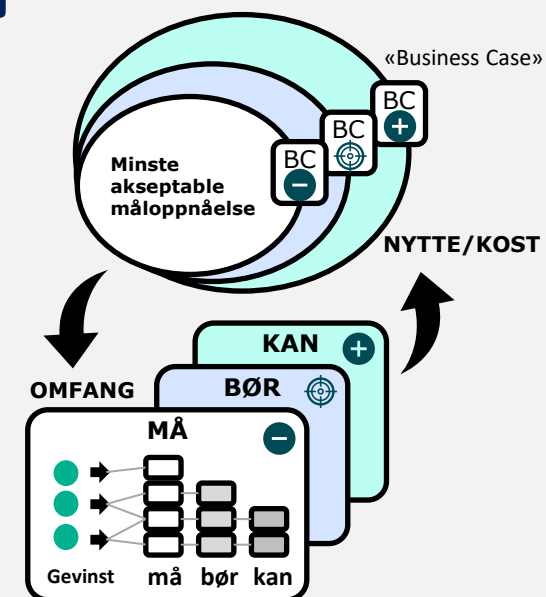 «Business Case»
BC
BC
BC
Minste
akseptable
måloppnåelse
NYTTE/KOST
KAN
OMFANG
BØR
MÅ
Gevinst
må bør kan